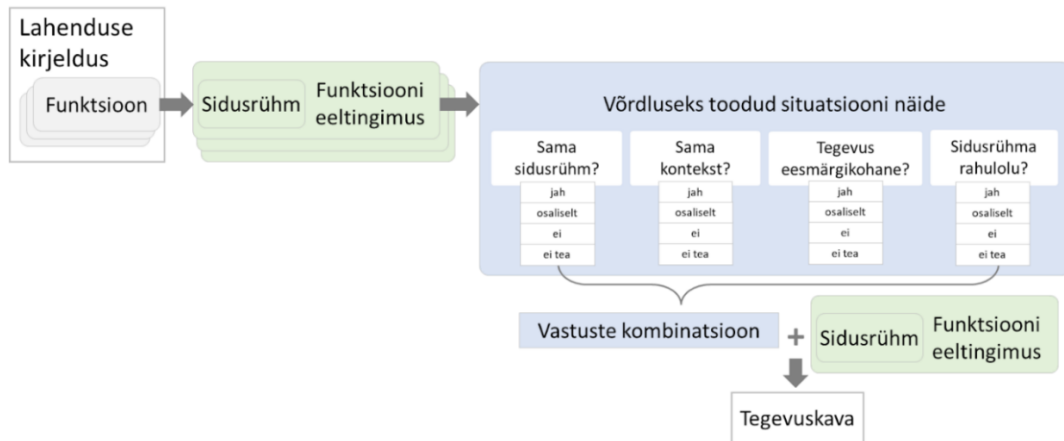 Lahenduse
kirjeldus
Funktsioon
Sidusrühm
Funktsiooni
eeltingimus
Võrdluseks toodud situatsiooni näide
Sama
sidusrühm?
jah
osaliselt
ei
ei tea
Sama
kontekst?
jah
osaliselt
ei
ei tea
Tegevus
eesmärgikohane?
jah
osaliselt
ei
ei tea
Sidusrühma
rahulolu?
jah
osaliselt
ei
ei tea
Vastuste kombinatsioon
+
Sidusrühm
Funktsiooni
eeltingimus
Tegevuskava